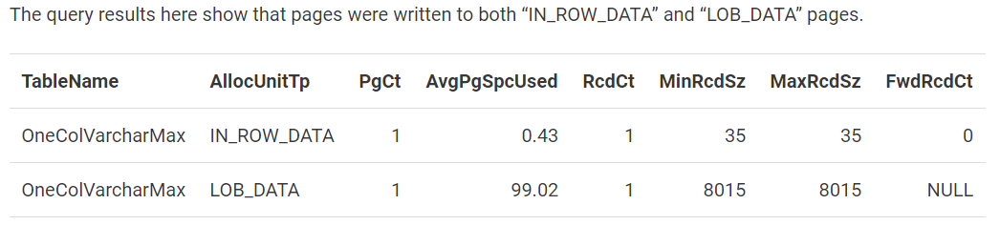 The query results here show that pages were written to both “IN_ROW_DATA” and “LOB_DATA” pages.
TableName AllocUnitTp PgCt AvgPgSpcUsed RcdCt MinRcdSz MaxRcdSz FwdRcdCt
OneColVarcharMax IN_ROW_DATA 1 0.43 1 35 35 0
OneColVarcharMax LOB_DATA 1 99.02 1 8015 8015 NULL